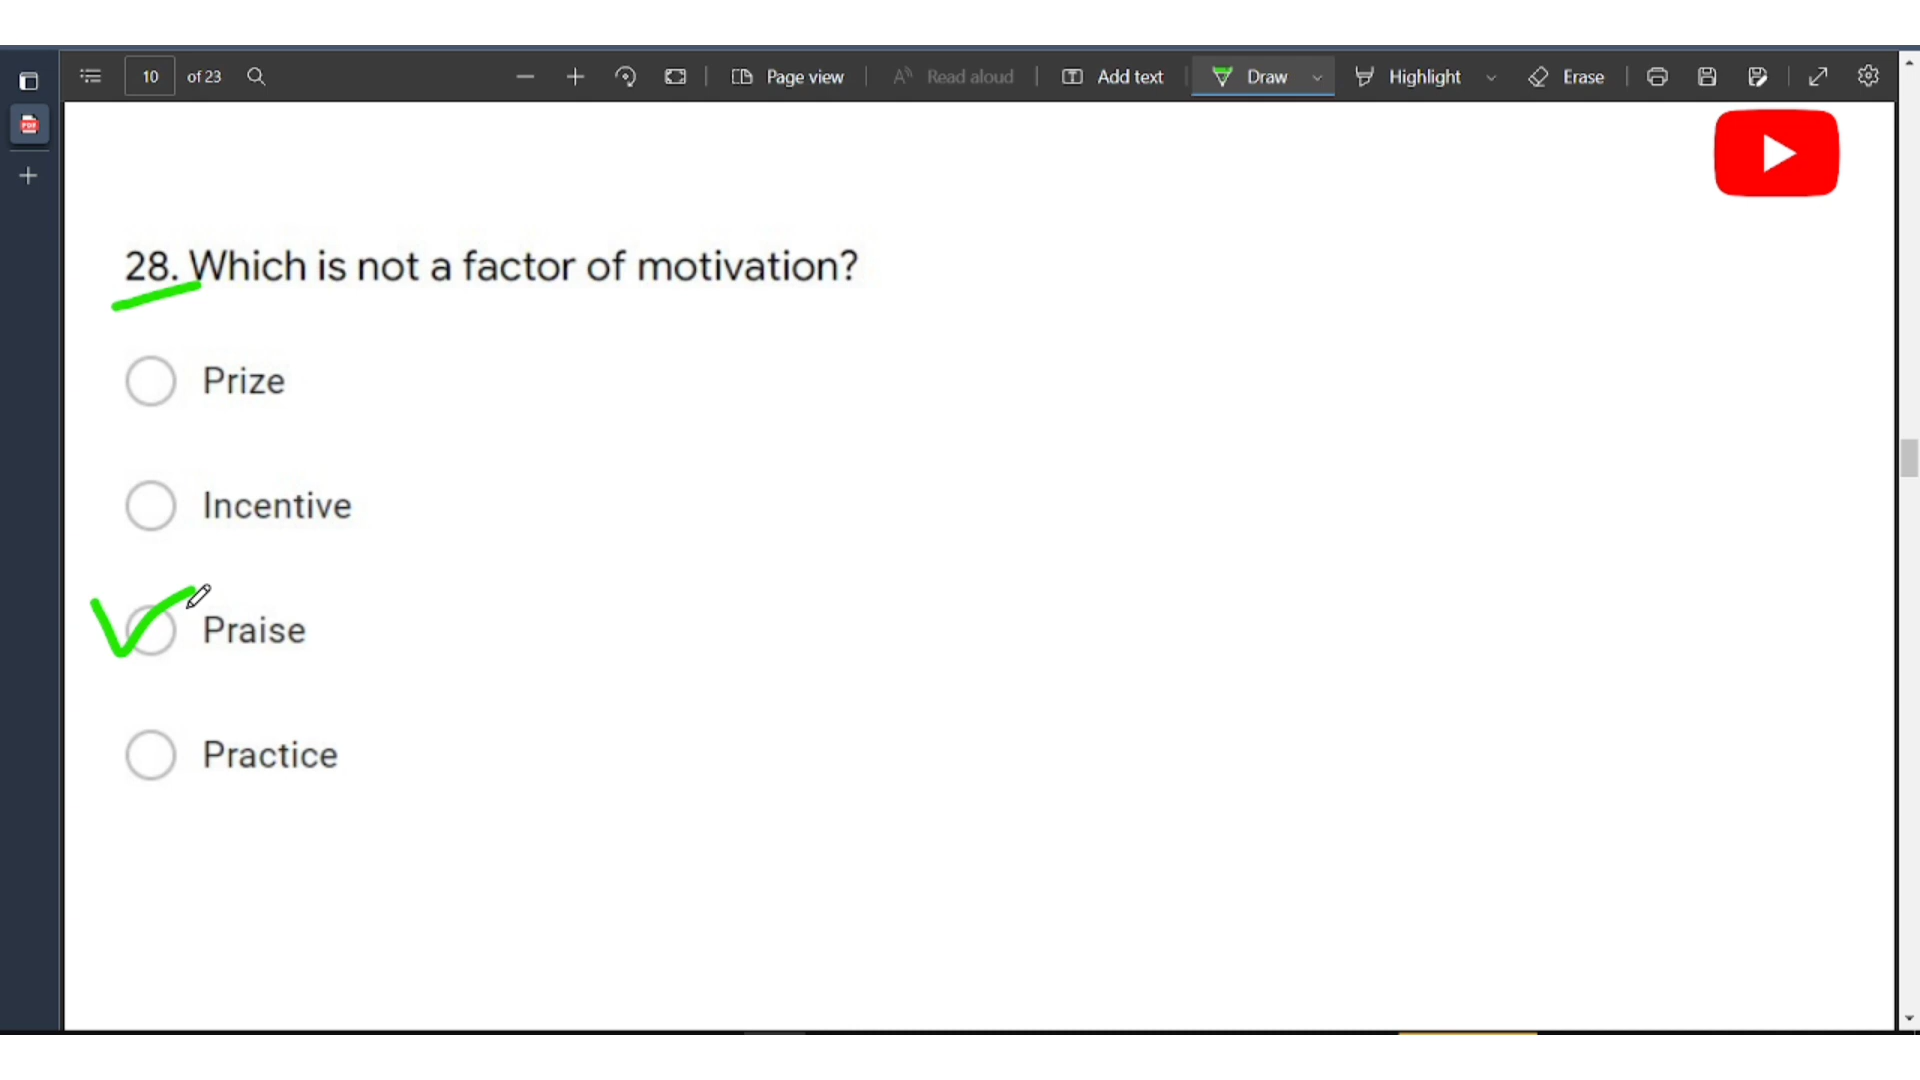 10 of 23 Page view Read aloud Add text Draw Highlight Erase
PDF
28. Which is not a factor of motivation?
Prize
Incentive
Praise
Practice